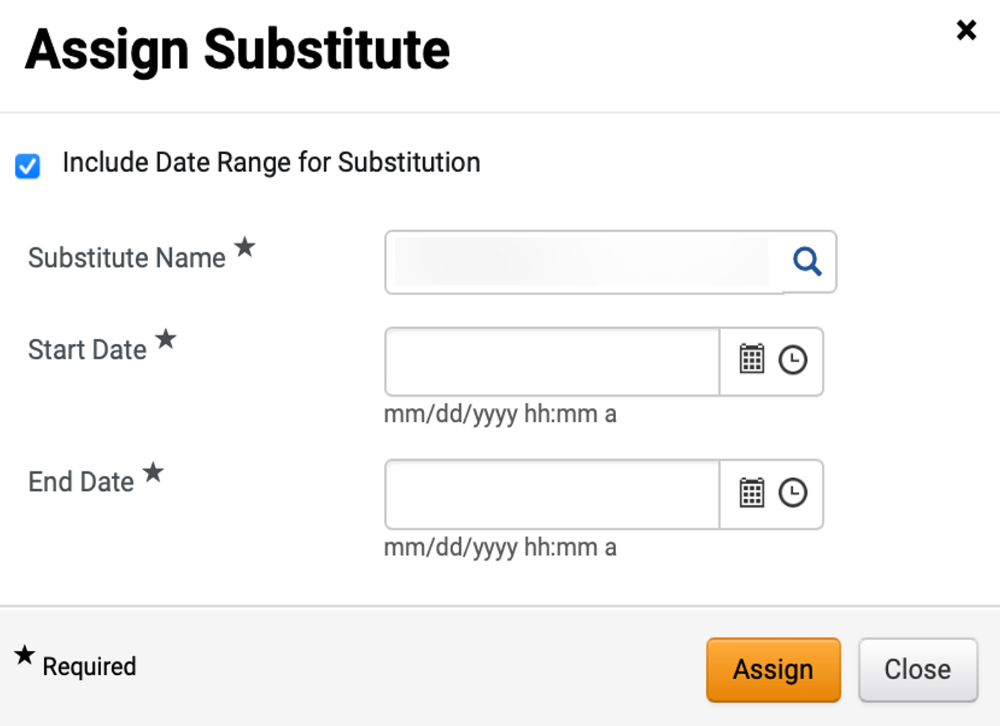 Assign Substitute
Include Date Range for Substitution
Substitute Name ★
Start Date ★
mm/dd/yyyy hh:mm a
End Date ★
mm/dd/yyyy hh:mm a
★ Required
Assign
Close